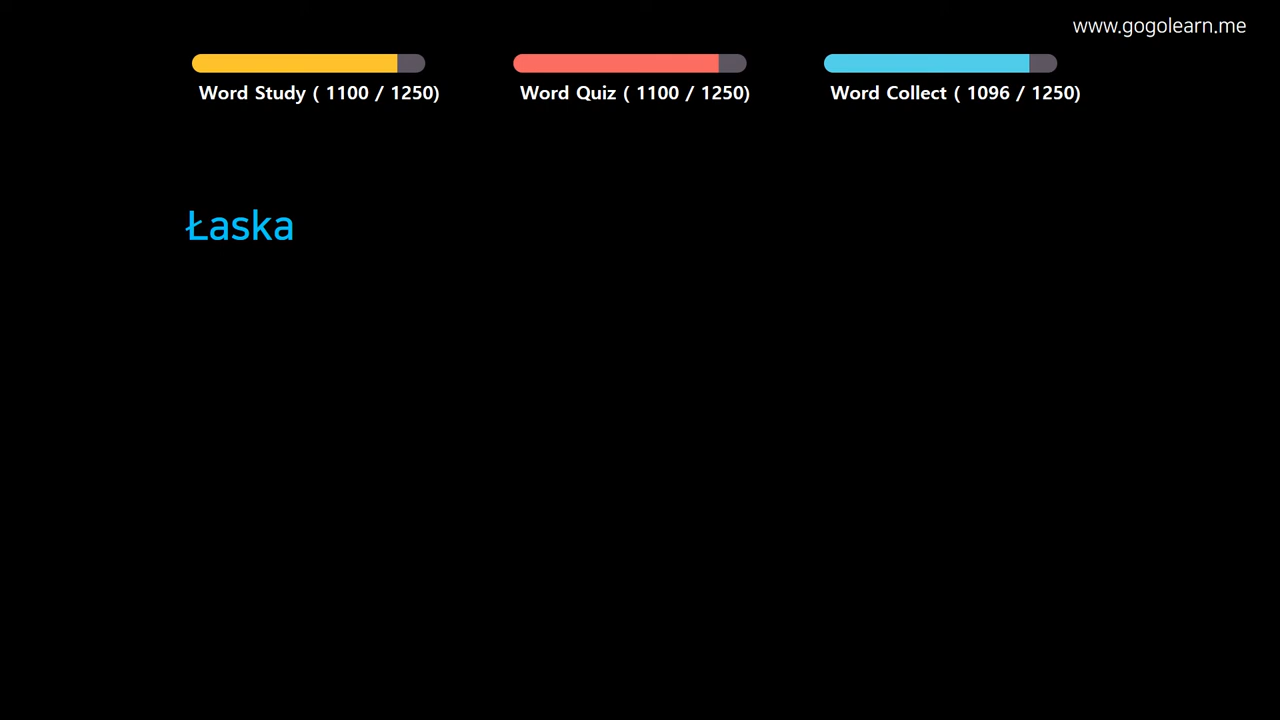 www.gogolearn.me
Word Study ( 1100 / 1250)
Word Quiz ( 1100 / 1250)
Word Collect ( 1096 / 1250)
Łaska